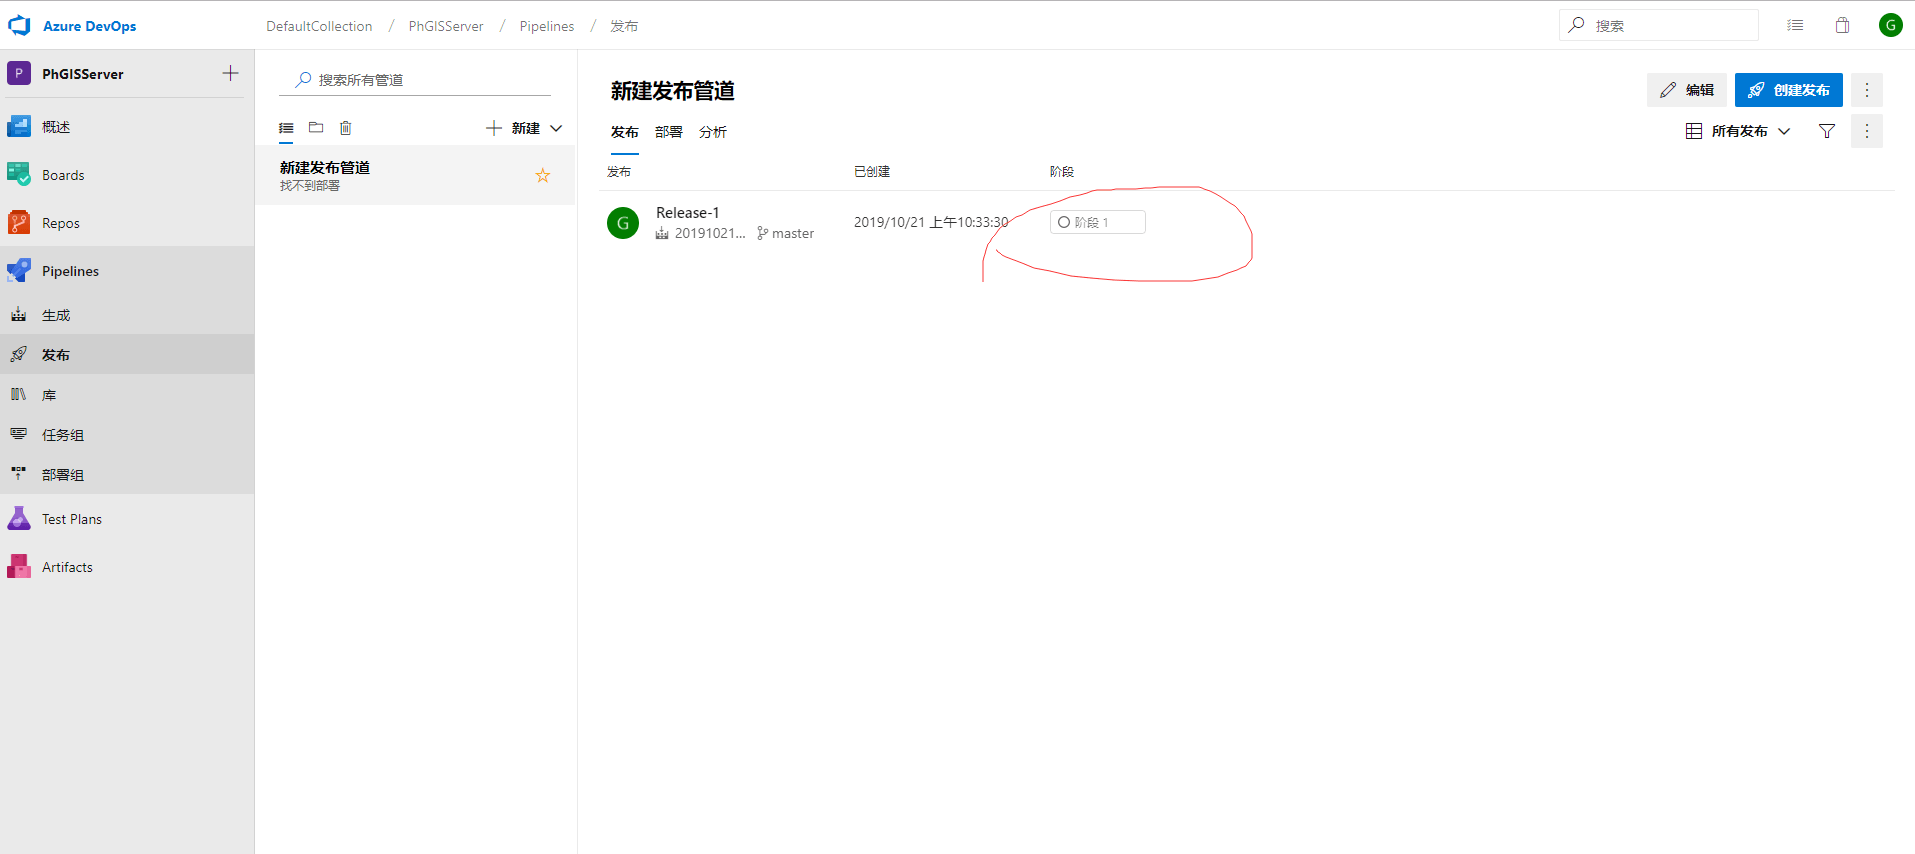 Azure DevOps
DefaultCollection / PhGISServer / Pipelines / 发布
搜索
G
P PhGISServer
概述
Boards
Repos
Pipelines
生成
发布
库
任务组
部署组
Test Plans
Artifacts
搜索所有管道
新建
新建发布管道
找不到部署
新建发布管道
编辑
创建发布
发布 部署 分析
所有发布
发布 已创建 阶段
G Release-1
20191021... master
2019/10/21 上午10:33:30
阶段 1